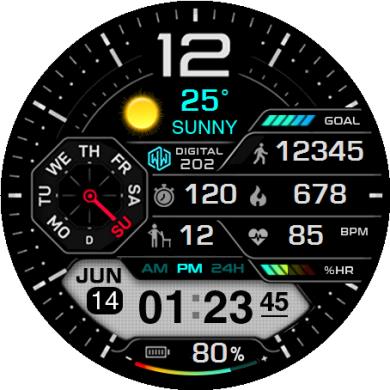 12
25°
SUNNY
GOAL
DIGITAL
202
12345
MO TU WE TH FR SA SU
D
120
678
12
85 BPM
AM PM 24H
%HR
JUN
14
01:23 45
80%